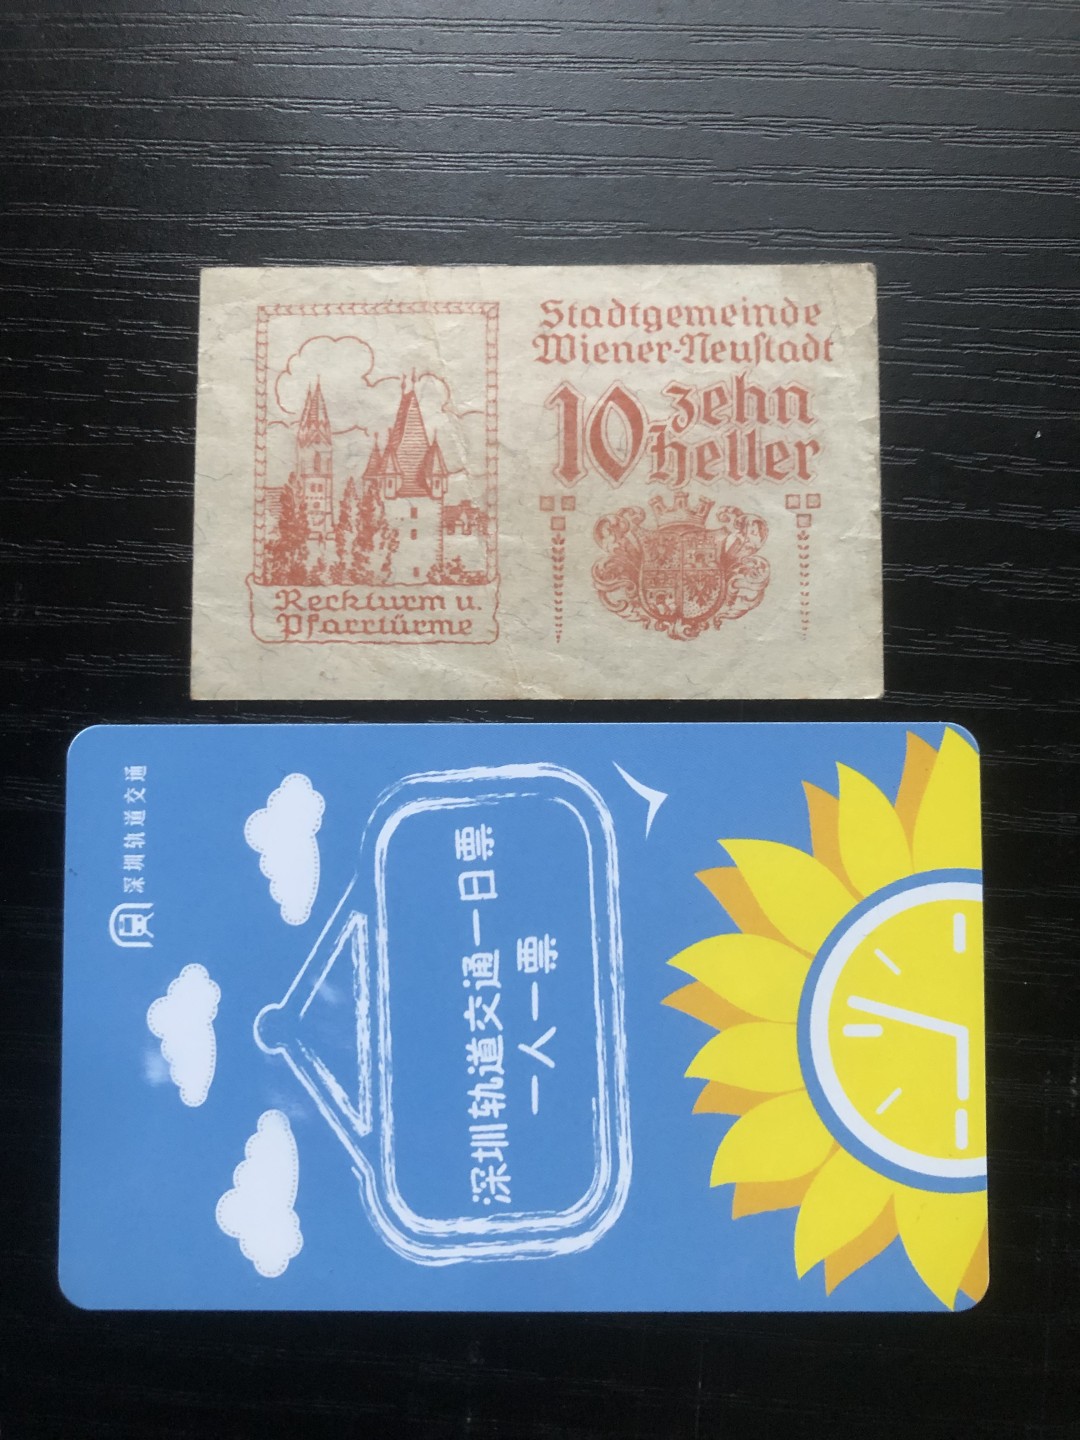 Stadtgemeinde
Wiener-Neuſtadt
10 zehn
Heller
Reckturm u.
Pfarrtürme
深圳轨道交通
深圳轨道交通一日票
一人一票